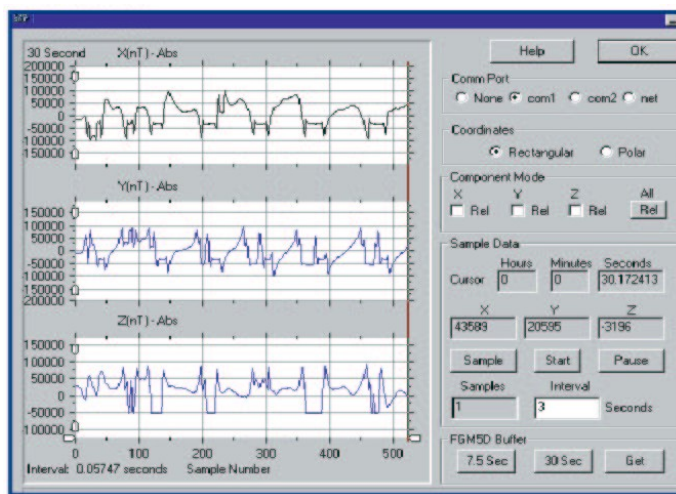 30 Second X(nT) - Abs
200000
150000
100000
50000
0
-50000
-100000
-150000
Y(nT) - Abs
150000
100000
50000
0
-50000
-100000
-150000
200000
Z(nT) - Abs
150000
100000
50000
0
-50000
-100000
0 100 200 300 400 500
Interval: 0.05747 seconds Sample Number
Help OK
Comm Port
None com1 com2 net
Coordinates
Rectangular Polar
Component Mode
X Y Z All
Rel Rel Rel Rel
Sample Data
Hours Minutes Seconds
Cursor 0 0 30.172413
X Y Z
43589 20595 -3196
Sample Start Pause
Samples Interval
1 3 Seconds
FGM5D Buffer
7.5 Sec 30 Sec Get